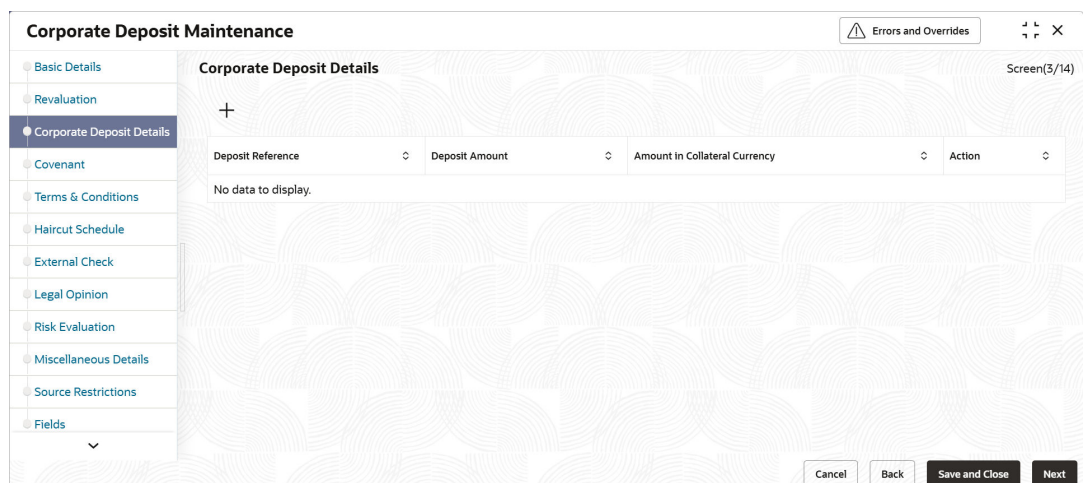 Corporate Deposit Maintenance
Errors and Overrides
Basic Details
Revaluation
Corporate Deposit Details
Covenant
Terms & Conditions
Haircut Schedule
External Check
Legal Opinion
Risk Evaluation
Miscellaneous Details
Source Restrictions
Fields
Corporate Deposit Details
Screen(3/14)
Deposit Reference Deposit Amount Amount in Collateral Currency Action
No data to display.
Cancel Back Save and Close Next